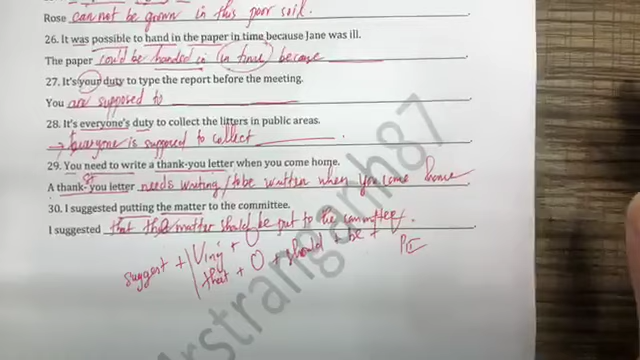 Rose can not be grown in this poor soil.
26. It was possible to hand in the paper in time because Jane was ill.
The paper could be handed in in time because
27. It's your duty to type the report before the meeting.
You are supposed to
28. It's everyone's duty to collect the litters in public areas.
→ Everyone is supposed to collect .
29. You need to write a thank-you letter when you come home.
A thank-you letter needs writing/to be written when you come home
30. I suggested putting the matter to the committee.
I suggested that the matter should be put to the committee.
suggest + Ving + O
that + O + should + be +